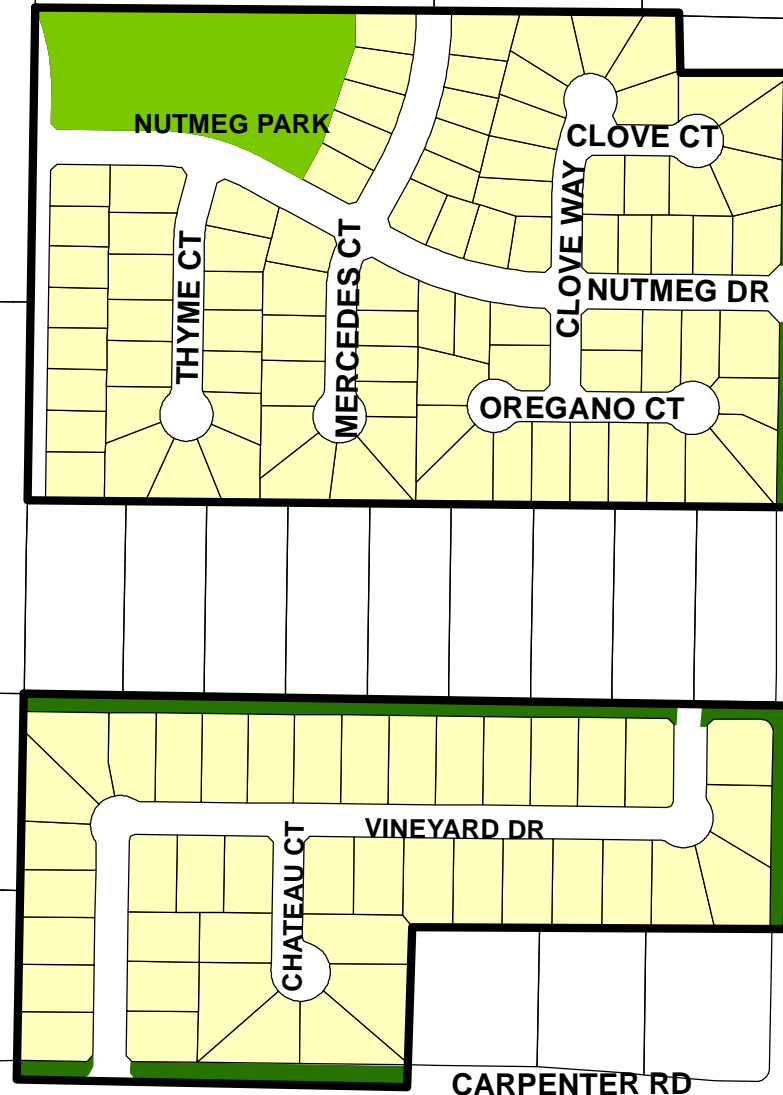 NUTMEG PARK
CLOVE CT
CLOVE WAY
THYME CT
MERCEDES CT
NUTMEG DR
OREGANO CT
VINEYARD DR
CHATEAU CT
CARPENTER RD